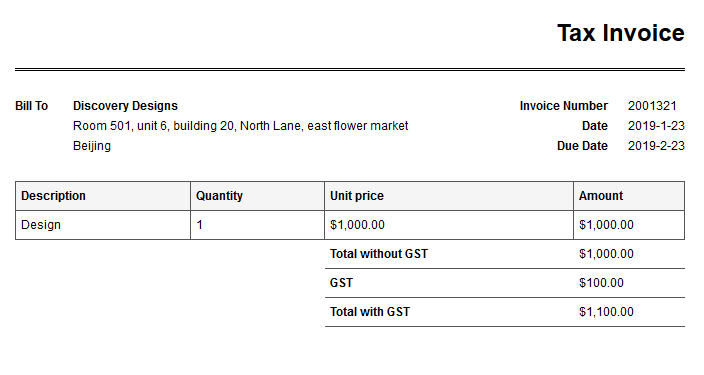 Tax Invoice
Bill To Discovery Designs Invoice Number 2001321
Room 501, unit 6, building 20, North Lane, east flower market Date 2019-1-23
Beijing Due Date 2019-2-23
Description Quantity Unit price Amount
Design 1 $1,000.00 $1,000.00
Total without GST $1,000.00
GST $100.00
Total with GST $1,100.00